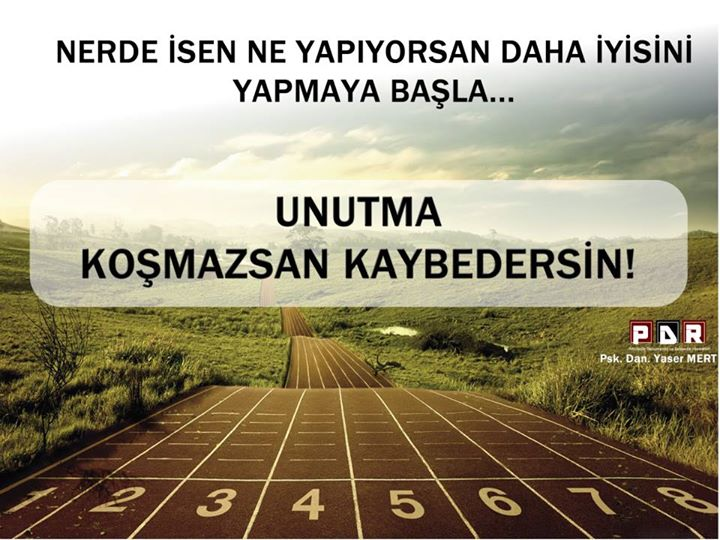 NERDE İSEN NE YAPIYORSAN DAHA İYİSİNİ
YAPMAYA BAŞLA...
UNUTMA
KOŞMAZSAN KAYBEDERSİN!
PDR
Psk. Dan. Yaser MERT
1 2 3 4 5 6 7 8